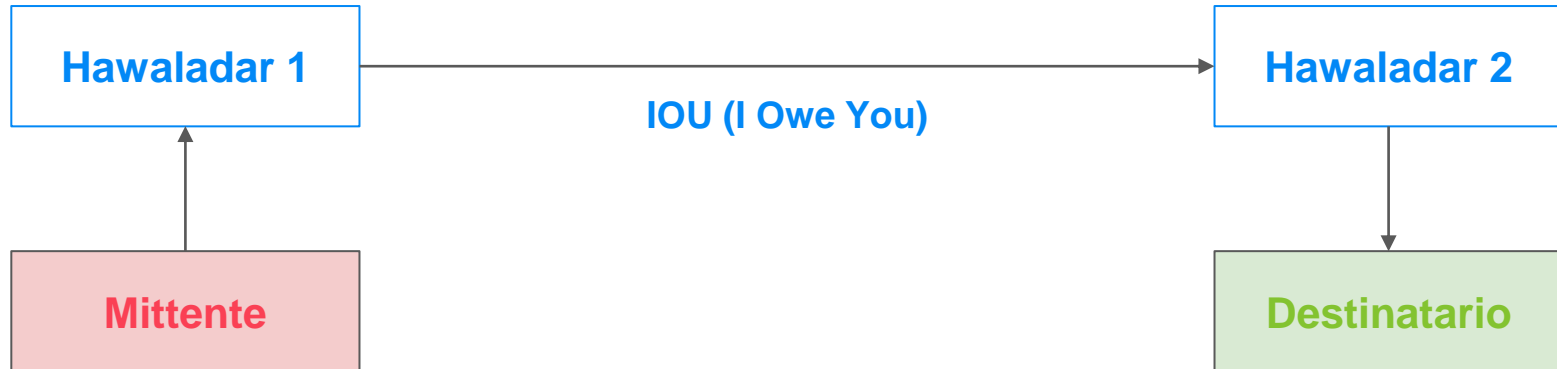 Hawaladar 1
Hawaladar 2
IOU (I Owe You)
Mittente
Destinatario